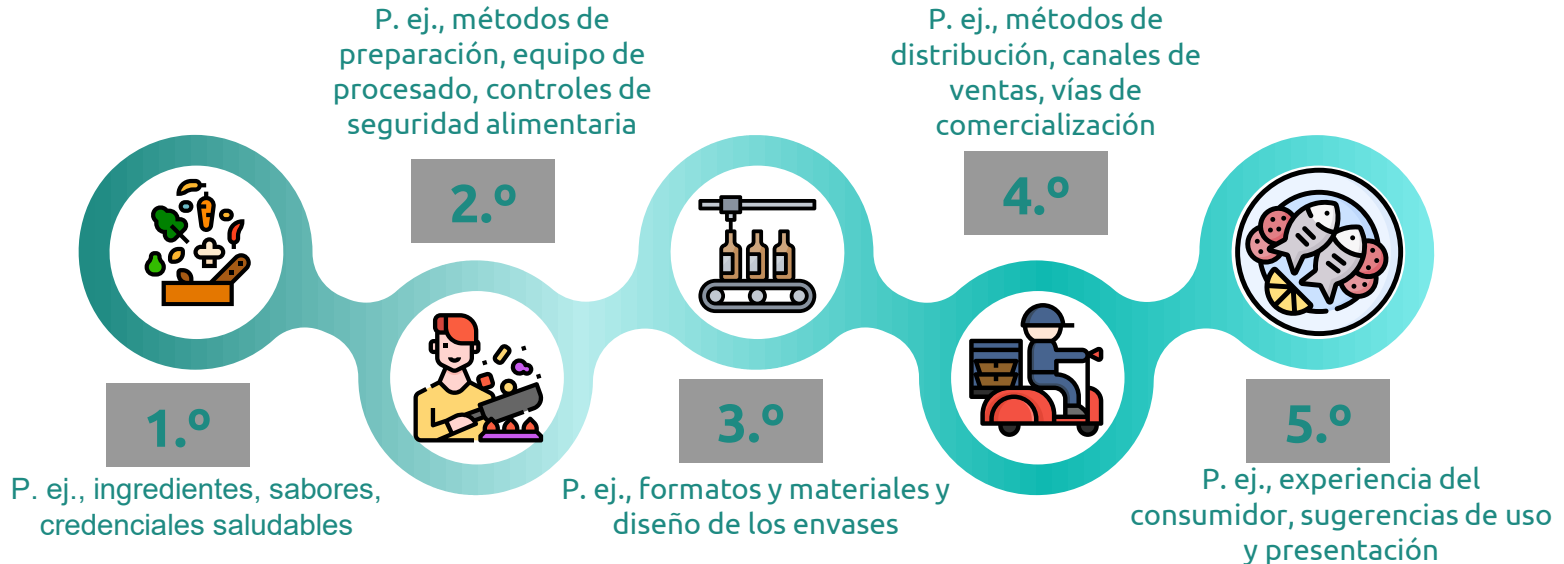 1.º
P. ej., ingredientes, sabores,
credenciales saludables
P. ej., métodos de
preparación, equipo de
procesado, controles de
seguridad alimentaria
2.º
3.º
P. ej., formatos y materiales y
diseño de los envases
P. ej., métodos de
distribución, canales de
ventas, vías de
comercialización
4.º
5.º
P. ej., experiencia del
consumidor, sugerencias de uso
y presentación